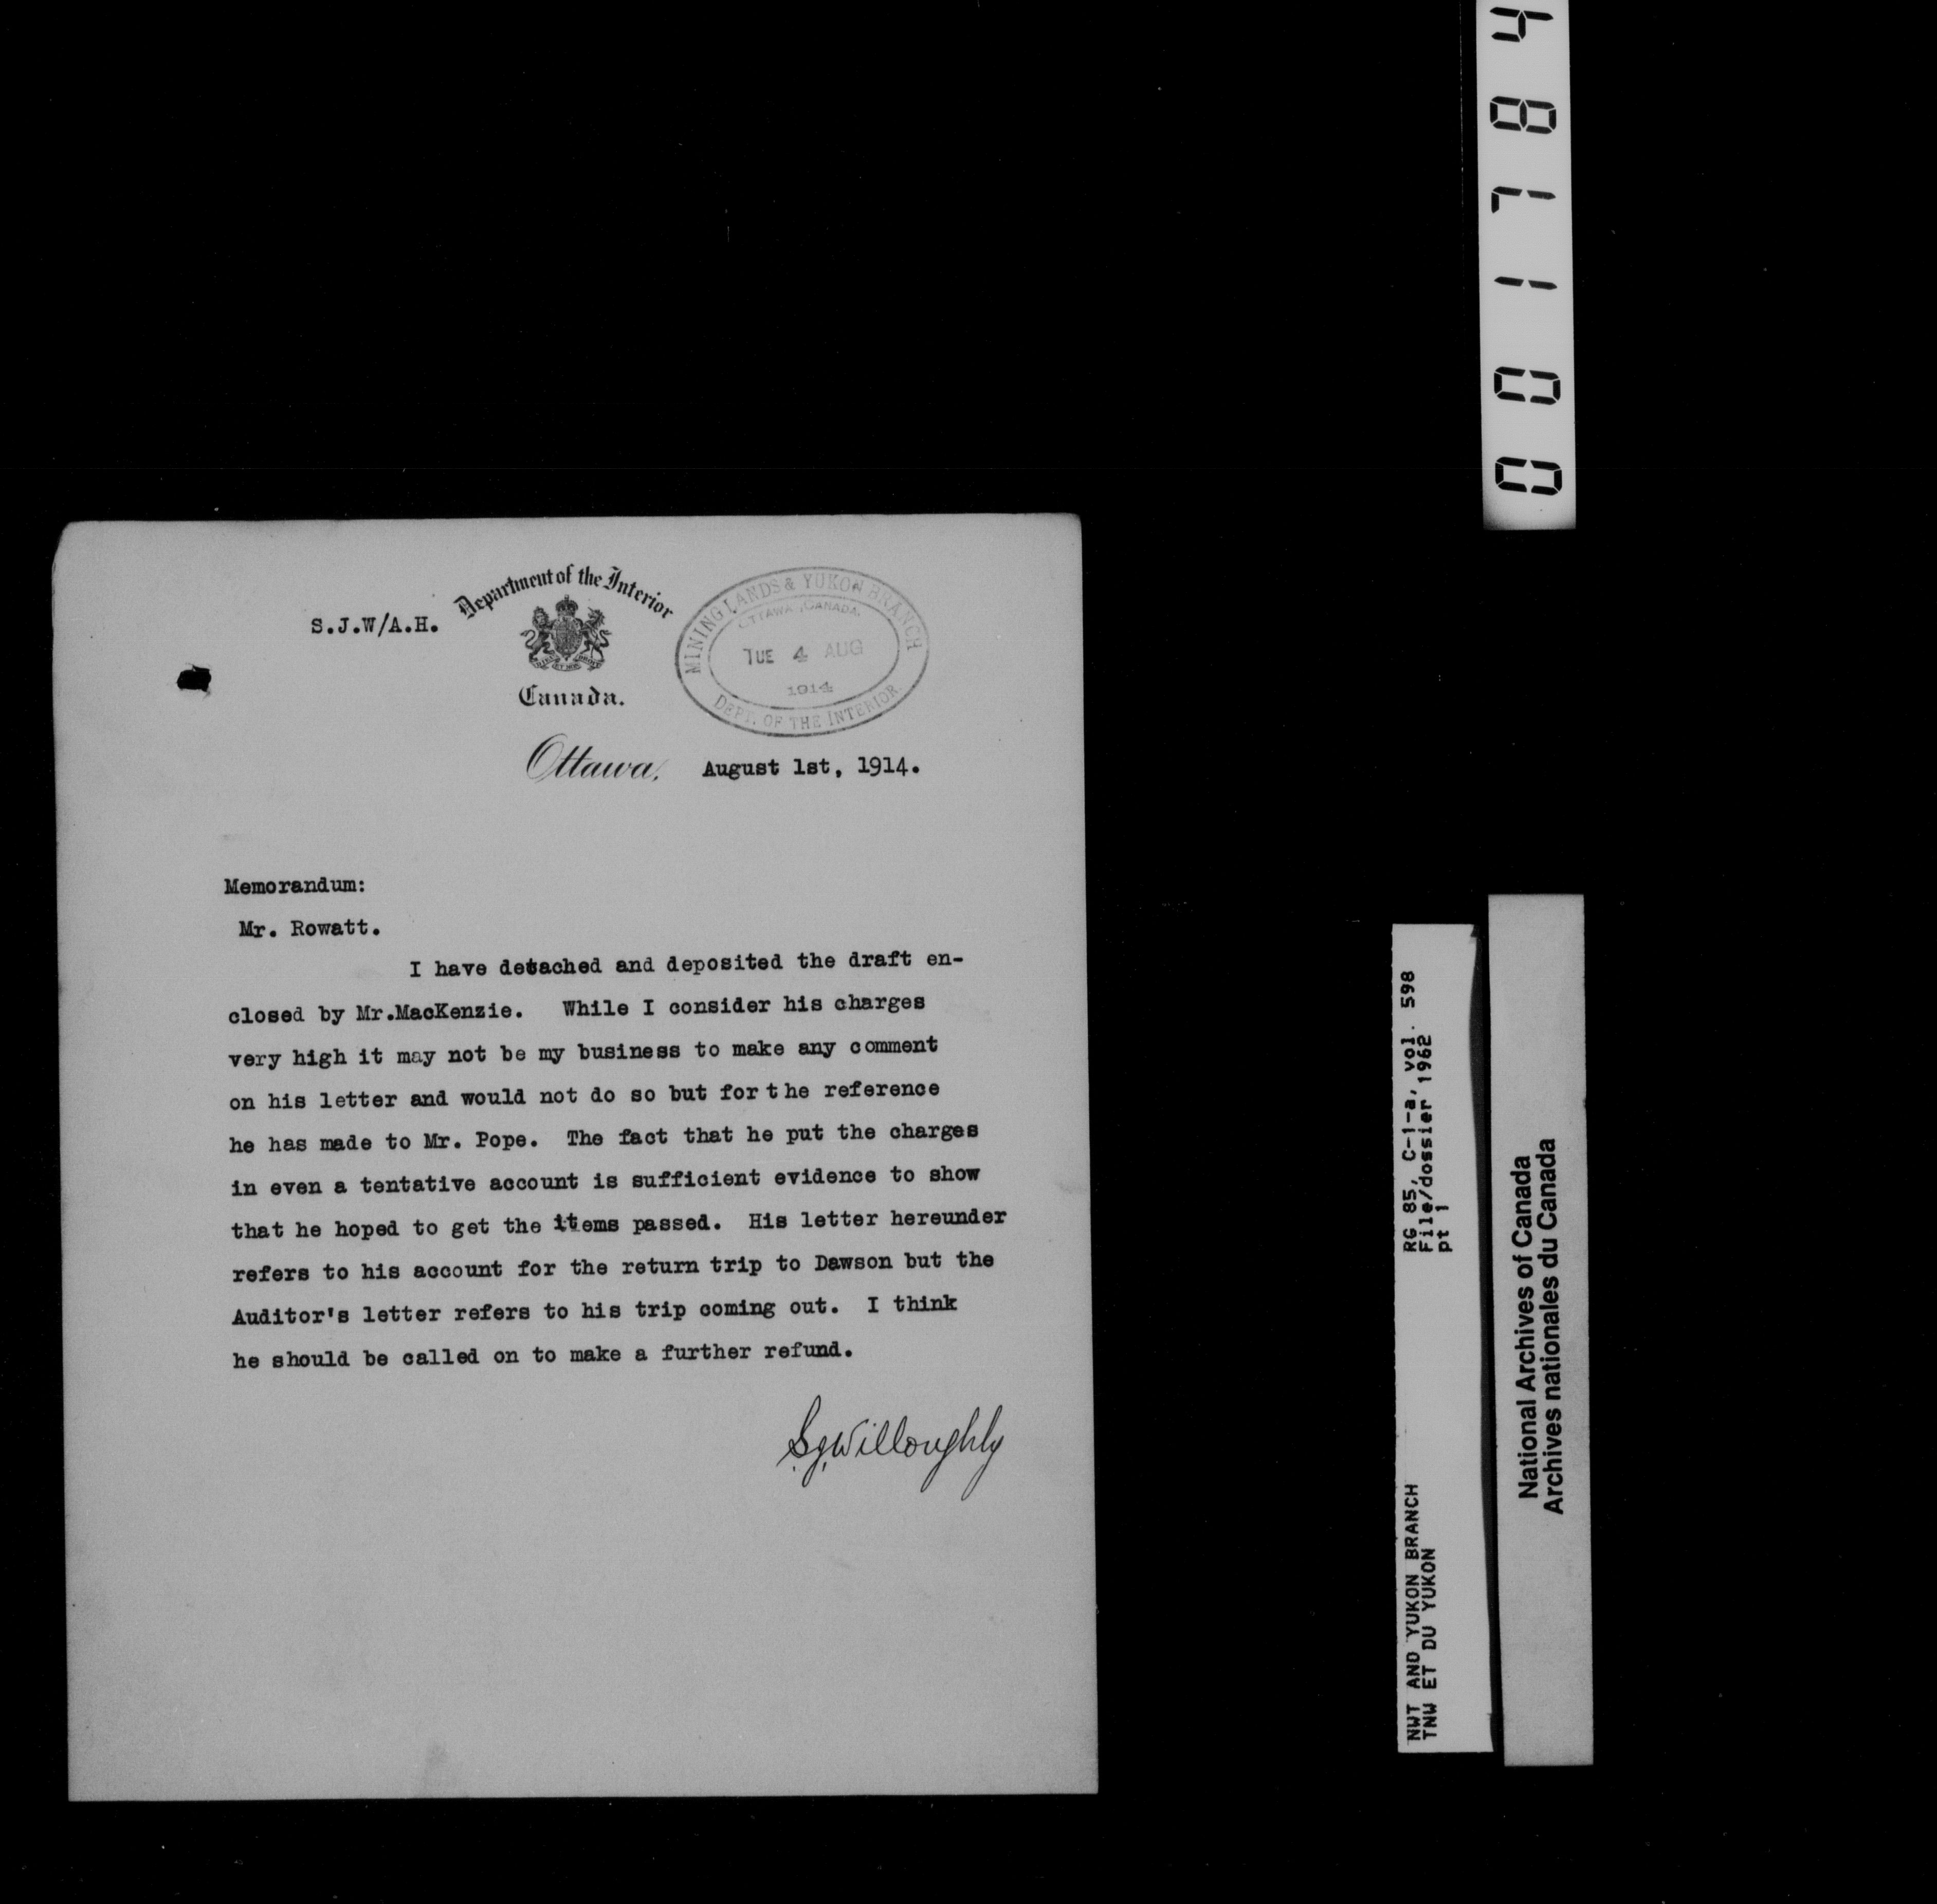 Department of the Interior
S.J.W/A.H.
Canada.
MINING LANDS & YUKON BRANCH
OTTAWA, CANADA.
TUE 4 AUG
1914
DEPT. OF THE INTERIOR.
Ottawa, August 1st, 1914.
Memorandum:
Mr. Rowatt.
I have detached and deposited the draft en-
closed by Mr.MacKenzie. While I consider his charges
very high it may not be my business to make any comment
on his letter and would not do so but for the reference
he has made to Mr. Pope. The fact that he put the charges
in even a tentative account is sufficient evidence to show
that he hoped to get the items passed. His letter hereunder
refers to his account for the return trip to Dawson but the
Auditor's letter refers to his trip coming out. I think
he should be called on to make a further refund.
S.J.Willoughby
001784
RG 85, C-1-a, vol. 598
File/dossier 1962
pt 1
NWT AND YUKON BRANCH
TNW ET DU YUKON
National Archives of Canada
Archives nationales du Canada